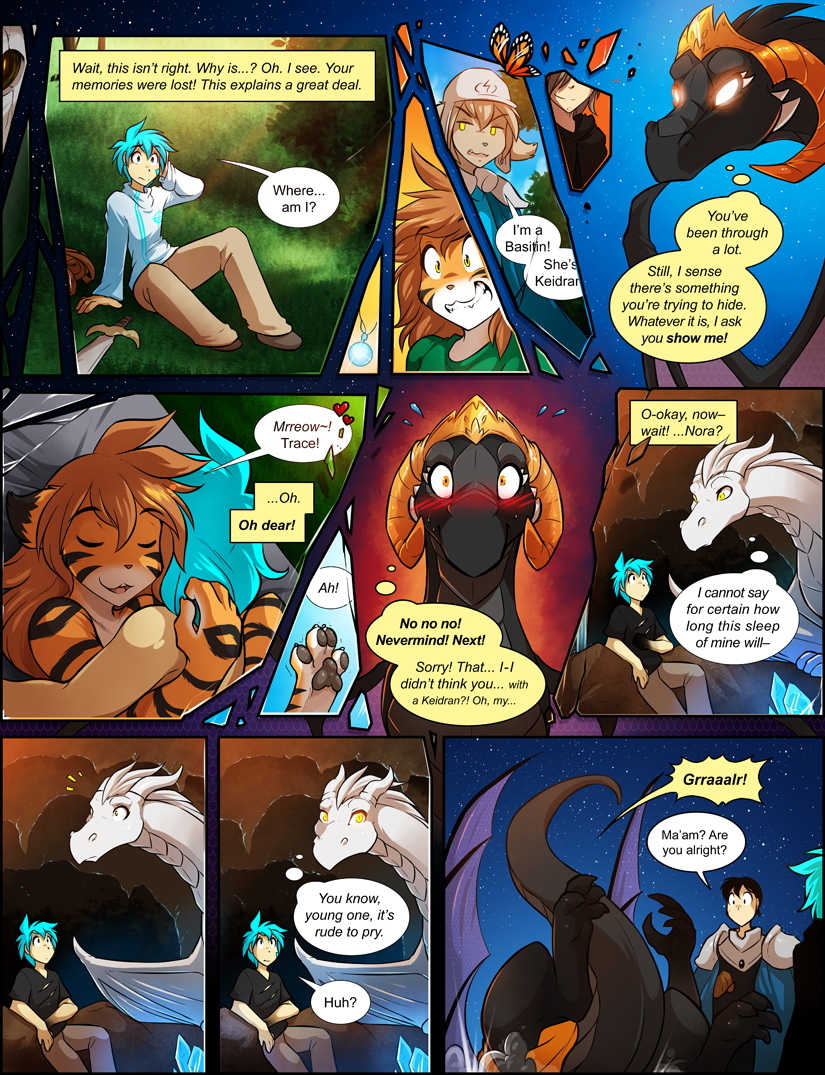 Wait, this isn't right. Why is...? Oh. I see. Your
memories were lost! This explains a great deal.
Where...
am I?
I'm a
Basitin!
She's
Keidran
You've
been through
a lot.
Still, I sense
there's something
you're trying to hide.
Whatever it is, I ask
you show me!
Mrreow~!
Trace!
...Oh.
Oh dear!
Ah!
No no no!
Nevermind! Next!
Sorry! That... I-I
didn't think you... with
a Keidran?! Oh, my...
O-okay, now–
wait! ...Nora?
I cannot say
for certain how
long this sleep
of mine will–
You know,
young one, it's
rude to pry.
Huh?
Grraaalr!
Ma'am? Are
you alright?